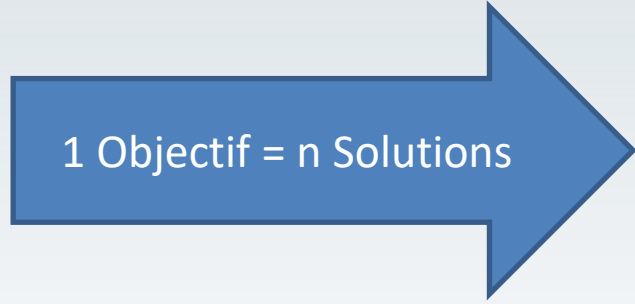 1 Objectif = n Solutions